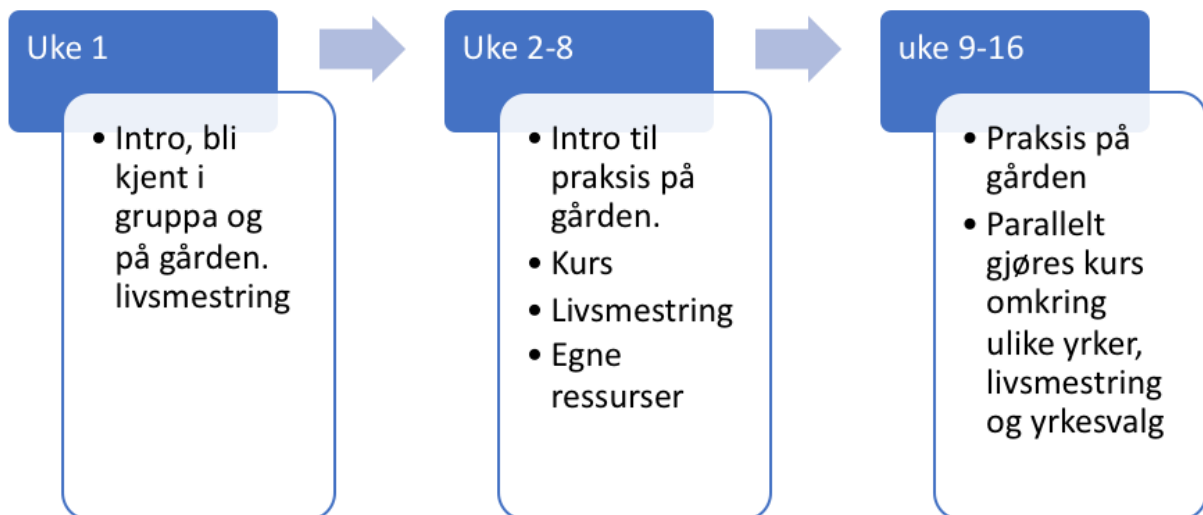 Uke 1
• Intro, bli
kjent i
gruppa og
på gården.
livsmestring
Uke 2-8
• Intro til
praksis på
gården.
• Kurs
• Livsmestring
• Egne
ressurser
uke 9-16
• Praksis på
gården
• Parallelt
gjøres kurs
omkring
ulike yrker,
livsmestring
og yrkesvalg